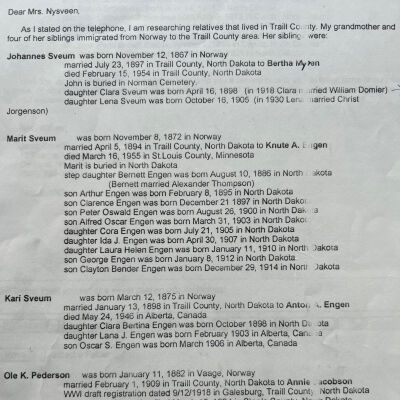 Dear Mrs. Nysveen,
As I stated on the telephone, I am researching relatives that lived in Traill County. My grandmother and
four of her siblings immigrated from Norway to the Traill County area. Her siblings were:
Johannes Sveum was born November 12, 1867 in Norway
married July 23, 1897 in Traill County, North Dakota to Bertha
died February 15, 1954 in North Dakota
John is buried in Norman Cemetery.
daughter Clara Sveum was born April 16, 1898 (in 1918 Clara married William Domier)
daughter Lena Sveum was born October 16, 1905 (in 1930 Lena married Christ
Jorgenson)
Marit Sveum was born November 8, 1872 in Norway
married April 5, 1894 in Traill County, North Dakota to Knute A. Engen
died March 16, 1955 in St.Louis County, Minnesota
Marit is buried in North Dakota
step daughter Bernett Engen was born August 10, 1886 in North Dakota
(Bernett married Alexander Thompson)
son Arthur Engen was born February 8, 1895 in North Dakota
son Clarence Engen was born December 21 1897 in North Dakota
son Peter Oswald Engen was born August 26, 1900 in North Dakota
son Alfred Oscar Engen was born March 31, 1903 in North Dakota
daughter Cora Engen was born July 21, 1905 in North Dakota
daughter Ida J. Engen was born April 30, 1907 in North Dakota
daughter Laura Helen Engen was born January 11, 1910 in North Dakota
son George Engen was born January 8, 1912 in North Dakota
son Clayton Bender Engen was born December 29, 1914 in North Dakota
Kari Sveum was born March 12, 1875 in Norway
married January 13, 1898 in Traill County, North Dakota to Anton A. Engen
died May 24, 1946 in Alberta, Canada
daughter Clara Bertina Engen was born October 1898 in North Dakota
daughter Lana J. Engen was born February 1903 in Alberta, Canada
son Oscar S. Engen was born March 1906 in Alberta, Canada
Ole K. Pederson was born January 11, 1882 in Vaage, Norway
married February 1, 1909 in Traill County, North Dakota to Annie Jacobson
WWI draft registration dated 9/12/1918 in Galesburg, Traill County, North Dakota